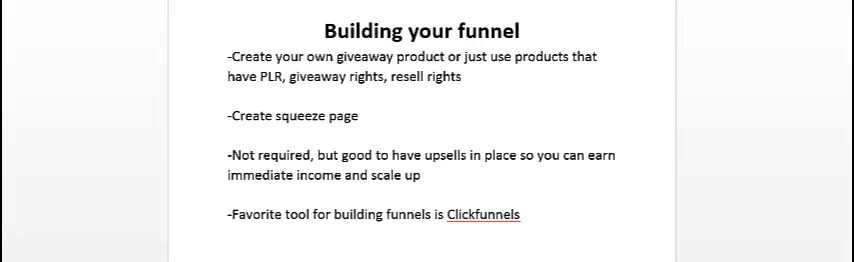 Building your funnel
-Create your own giveaway product or just use products that
have PLR, giveaway rights, resell rights
-Create squeeze page
-Not required, but good to have upsells in place so you can earn
immediate income and scale up
-Favorite tool for building funnels is Clickfunnels